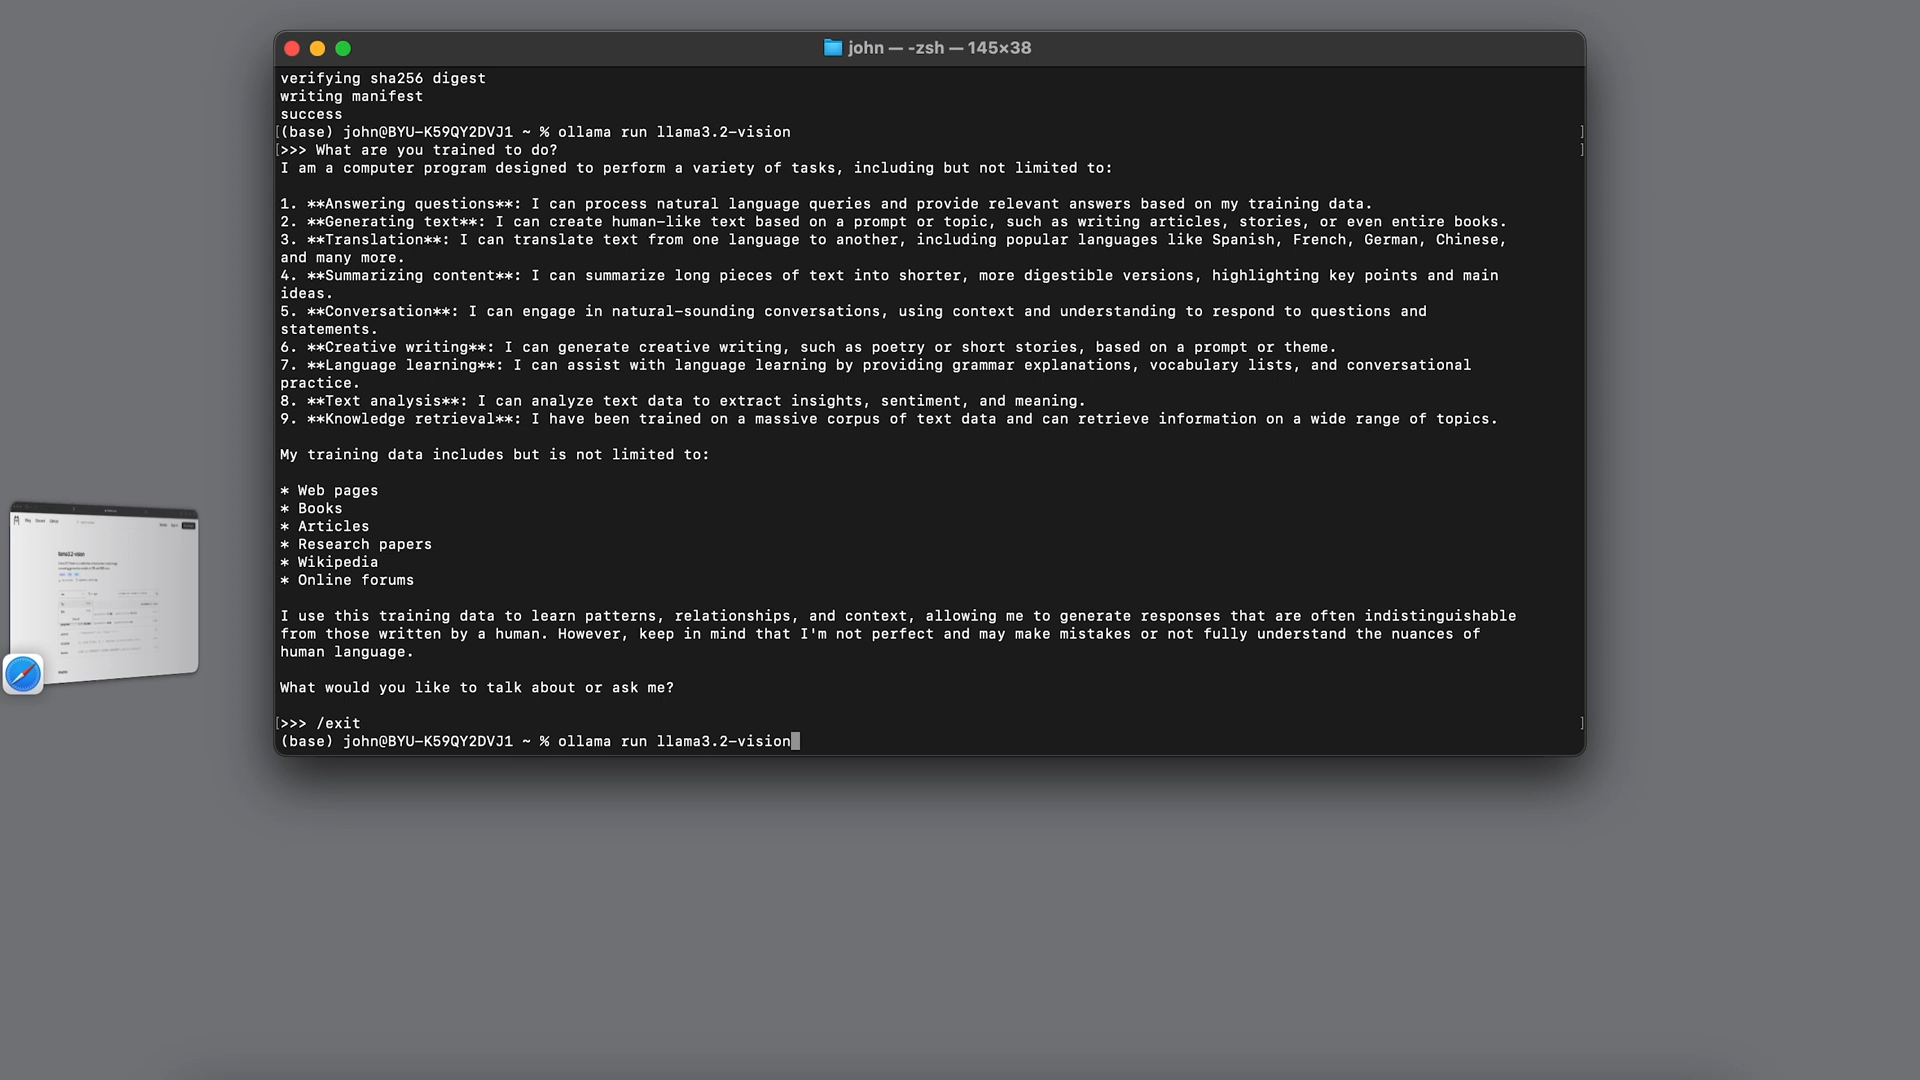 john — -zsh — 145×38
verifying sha256 digest
writing manifest
success
[(base) john@BYU-K59QY2DVJ1 ~ % ollama run llama3.2-vision ]
[>>> What are you trained to do? ]
I am a computer program designed to perform a variety of tasks, including but not limited to:
1. **Answering questions**: I can process natural language queries and provide relevant answers based on my training data.
2. **Generating text**: I can create human-like text based on a prompt or topic, such as writing articles, stories, or even entire books.
3. **Translation**: I can translate text from one language to another, including popular languages like Spanish, French, German, Chinese,
and many more.
4. **Summarizing content**: I can summarize long pieces of text into shorter, more digestible versions, highlighting key points and main
ideas.
5. **Conversation**: I can engage in natural-sounding conversations, using context and understanding to respond to questions and
statements.
6. **Creative writing**: I can generate creative writing, such as poetry or short stories, based on a prompt or theme.
7. **Language learning**: I can assist with language learning by providing grammar explanations, vocabulary lists, and conversational
practice.
8. **Text analysis**: I can analyze text data to extract insights, sentiment, and meaning.
9. **Knowledge retrieval**: I have been trained on a massive corpus of text data and can retrieve information on a wide range of topics.
My training data includes but is not limited to:
* Web pages
* Books
* Articles
* Research papers
* Wikipedia
* Online forums
I use this training data to learn patterns, relationships, and context, allowing me to generate responses that are often indistinguishable
from those written by a human. However, keep in mind that I'm not perfect and may make mistakes or not fully understand the nuances of
human language.
What would you like to talk about or ask me?
[>>> /exit ]
(base) john@BYU-K59QY2DVJ1 ~ % ollama run llama3.2-vision